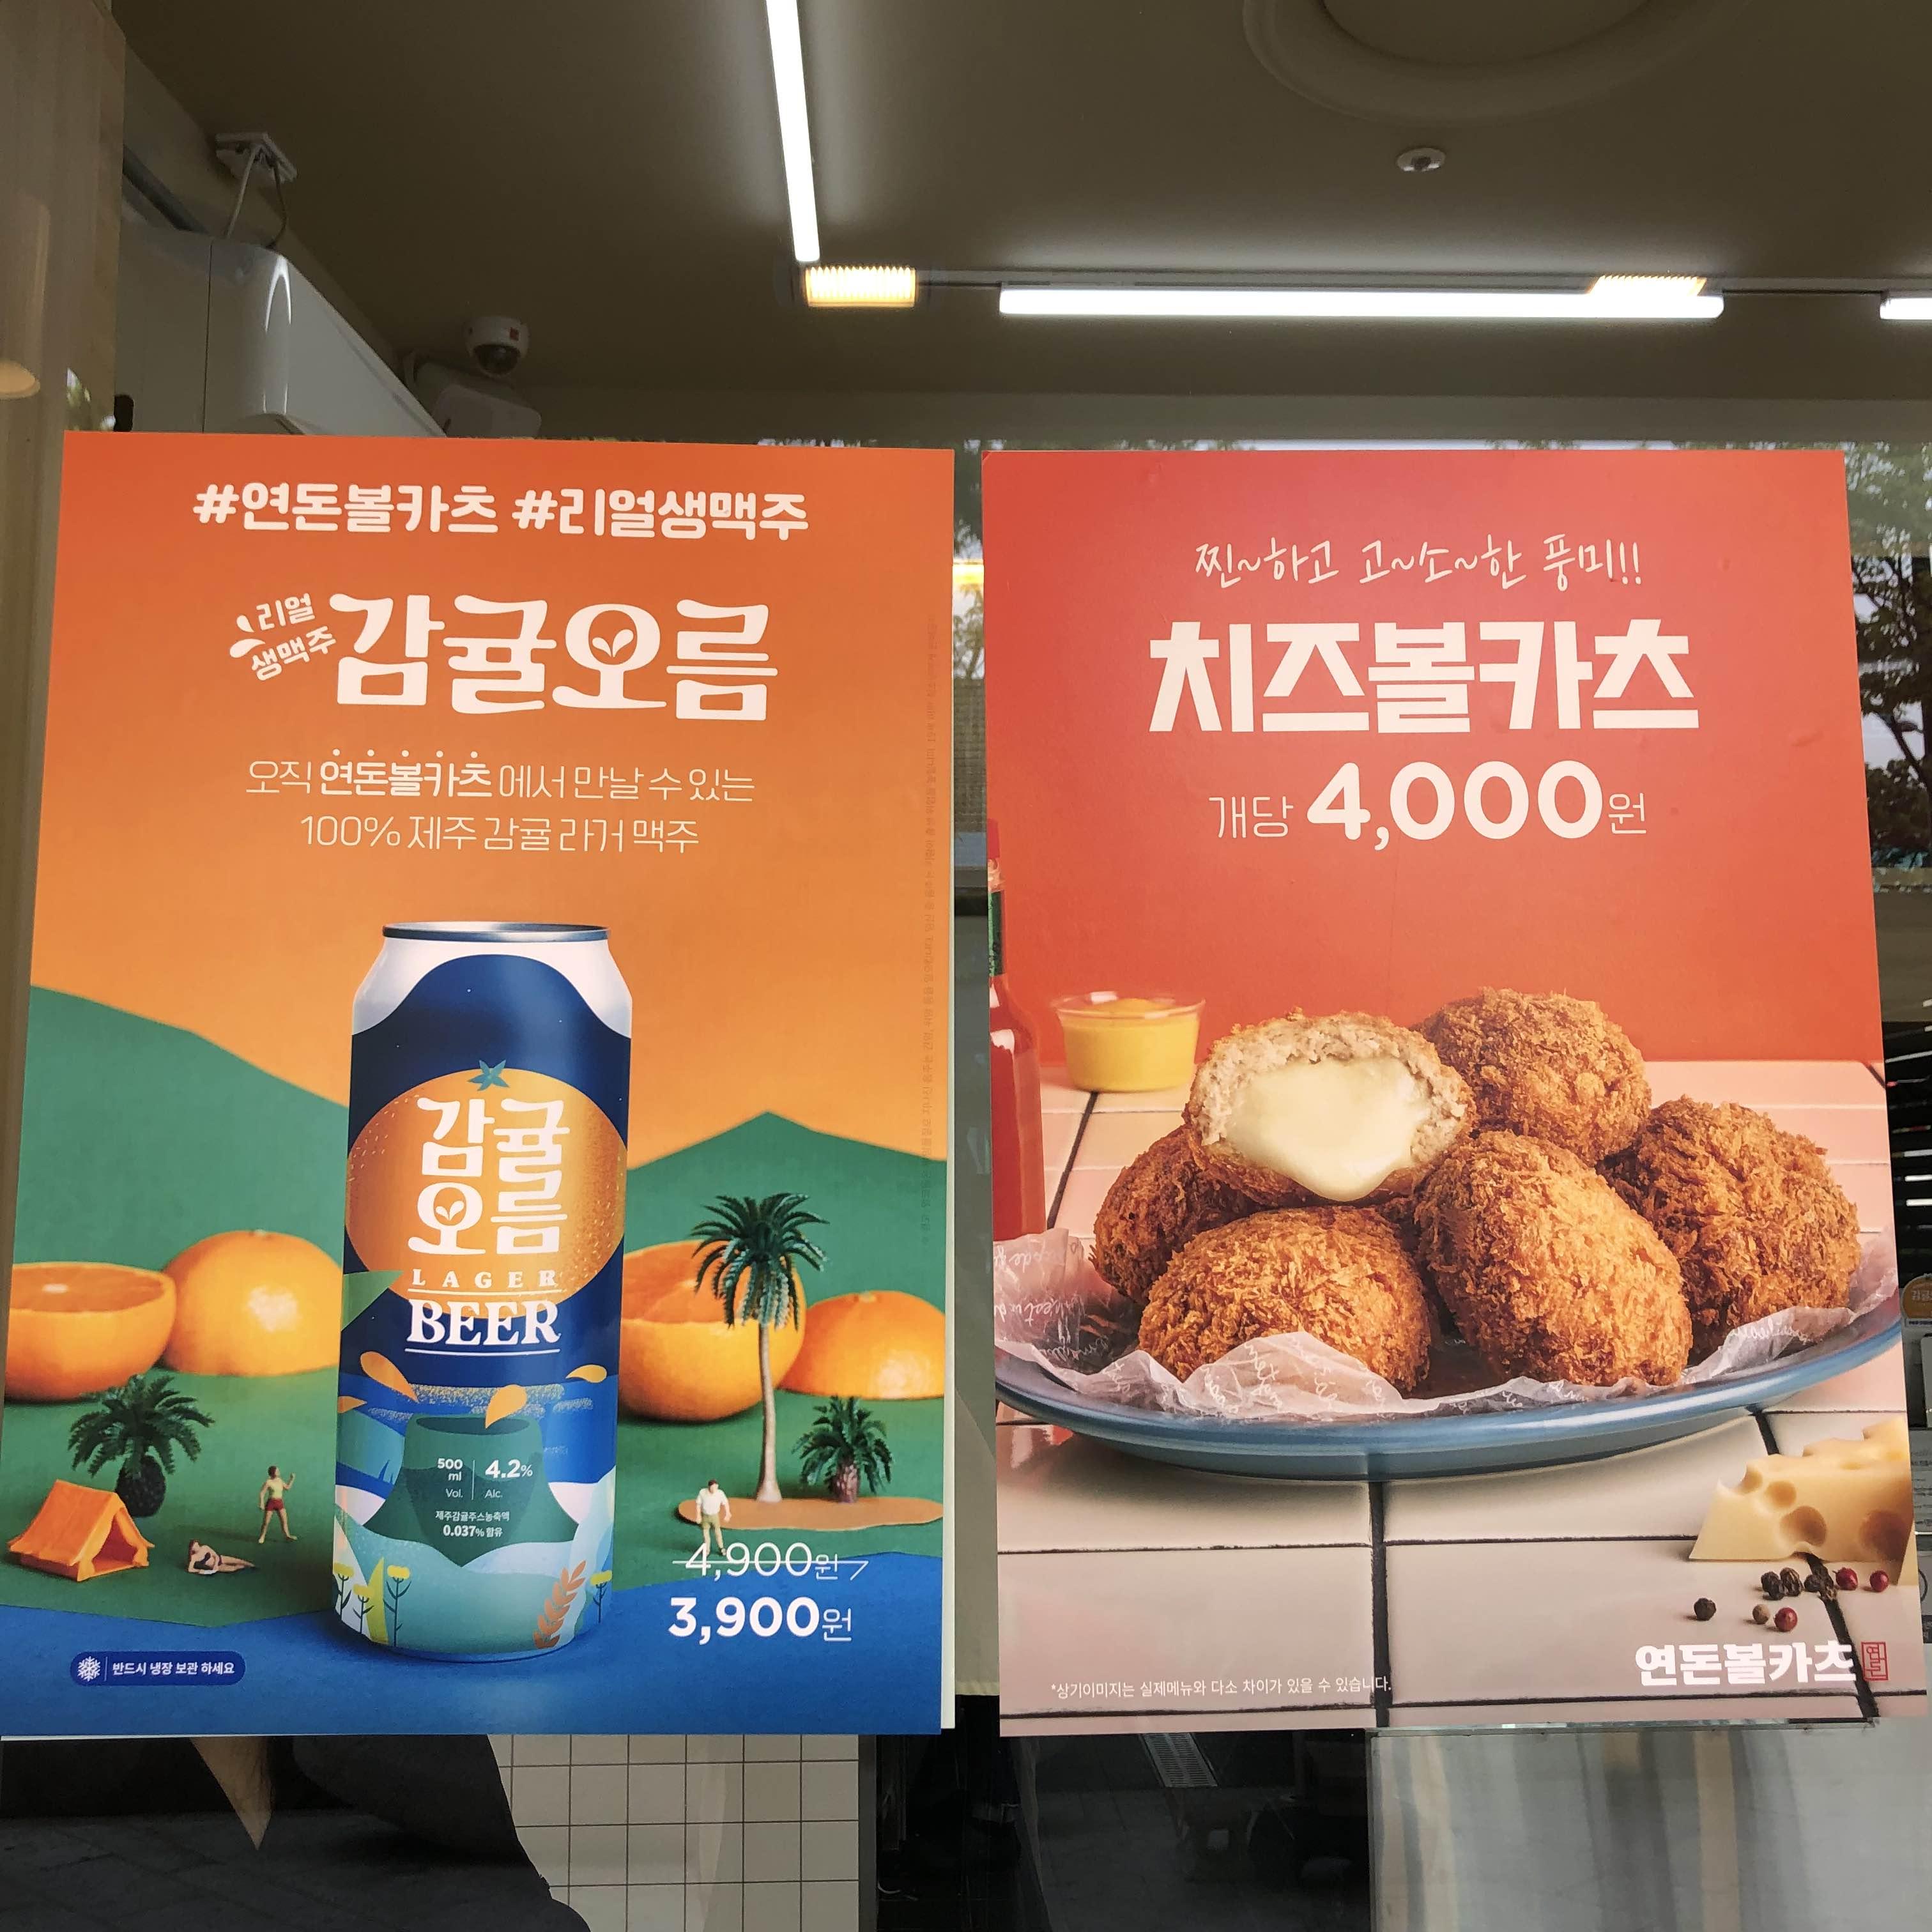 #연돈볼카츠 #리얼생맥주
리얼
생맥주
감귤오름
오직 연돈볼카츠에서 만날 수 있는
100% 제주 감귤 라거 맥주
감귤
오름
LAGER
BEER
500
ml
Vol.
4.2%
Alc.
제주감귤주스농축액
0.037% 함유
4,900원
3,900원
반드시 냉장 보관 하세요
찐~하고 고~소~한 풍미!!
치즈볼카츠
개당 4,000원
*상기이미지는 실제메뉴와 다소 차이가 있을 수 있습니다.
연돈볼카츠
연돈